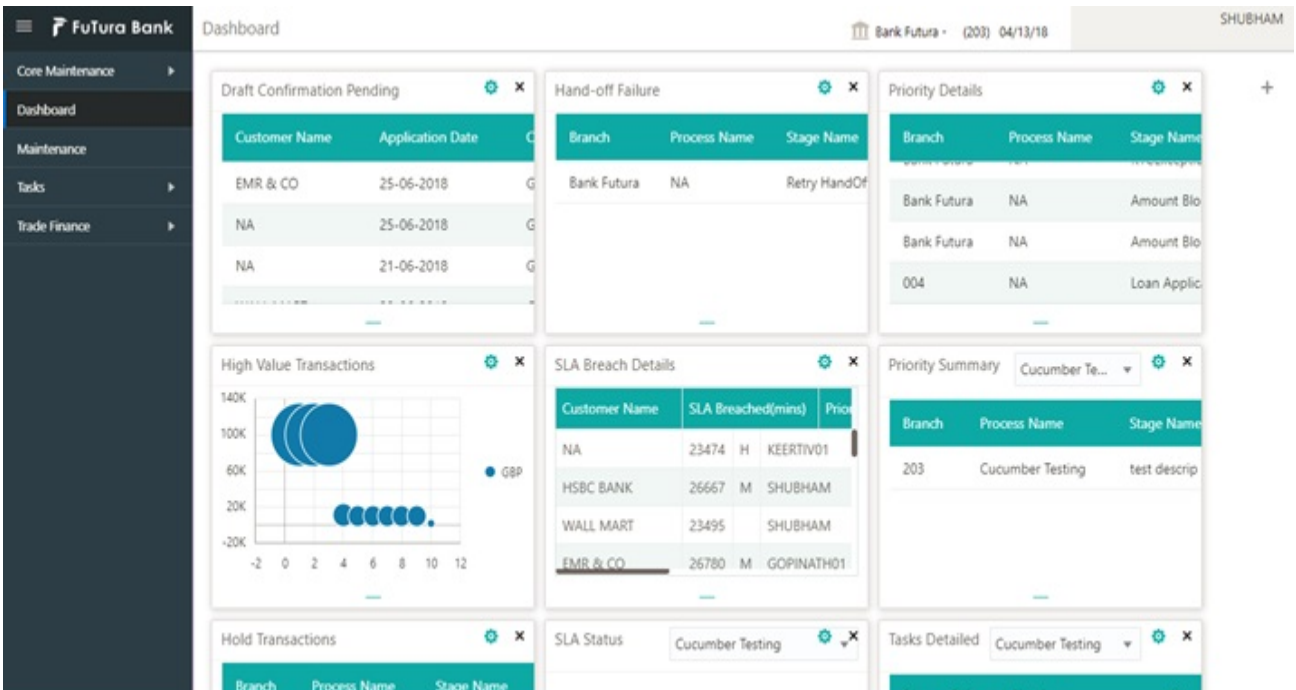 FuTura Bank
Dashboard
Bank Futura - (203) 04/13/18
SHUBHAM
Core Maintenance
Dashboard
Maintenance
Tasks
Trade Finance
Draft Confirmation Pending
Customer Name Application Date C
EMR & CO 25-06-2018 G
NA 25-06-2018 G
NA 21-06-2018 G
Hand-off Failure
Branch Process Name Stage Name
Bank Futura NA Retry HandOf
Priority Details
Branch Process Name Stage Name
Bank Futura NA Amount Blo
Bank Futura NA Amount Blo
004 NA Loan Applic
High Value Transactions
140K
100K
60K
20K
-20K
-2 0 2 4 6 8 10 12
GBP
SLA Breach Details
Customer Name SLA Breached(mins) Prior
NA 23474 H KEERTIV01
HSBC BANK 26667 M SHUBHAM
WALL MART 23495 SHUBHAM
EMR & CO 26780 M GOPINATH01
Priority Summary Cucumber Te...
Branch Process Name Stage Name
203 Cucumber Testing test descrip
Hold Transactions
Branch Process Name Stage Name
SLA Status Cucumber Testing
Tasks Detailed Cucumber Testing